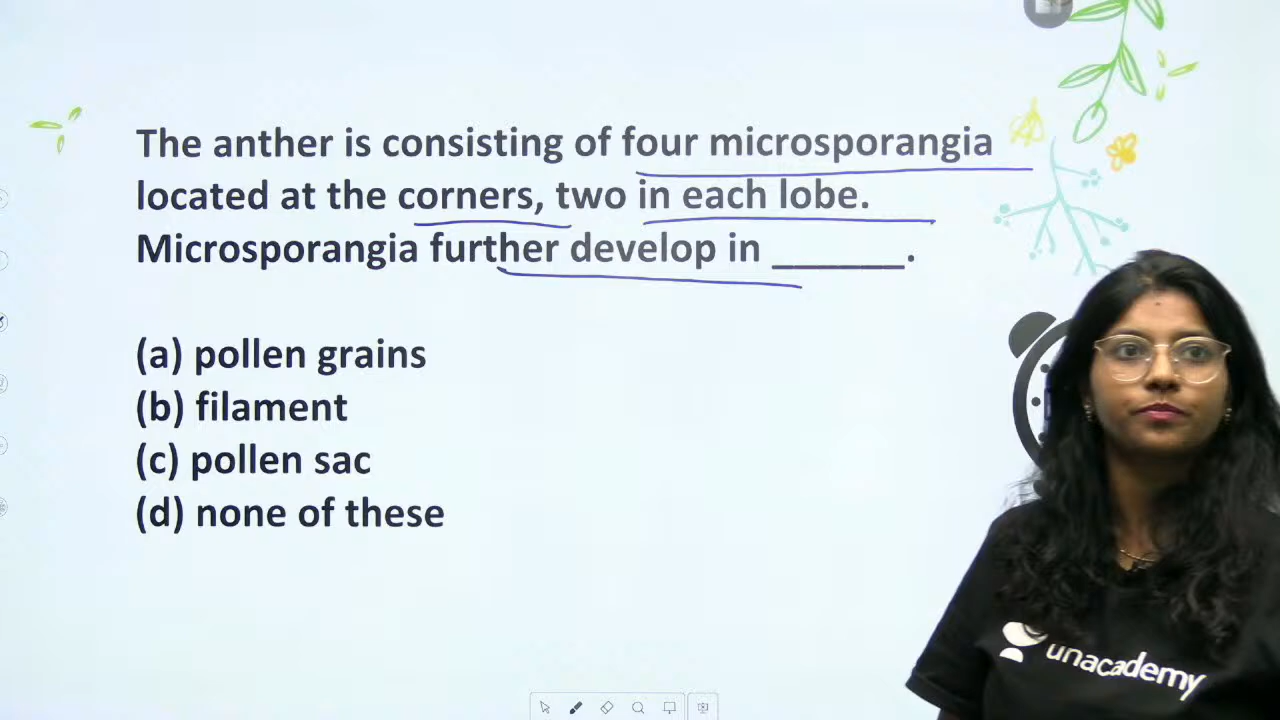 The anther is consisting of four microsporangia
located at the corners, two in each lobe.
Microsporangia further develop in _______.
(a) pollen grains
(b) filament
(c) pollen sac
(d) none of these
unacademy